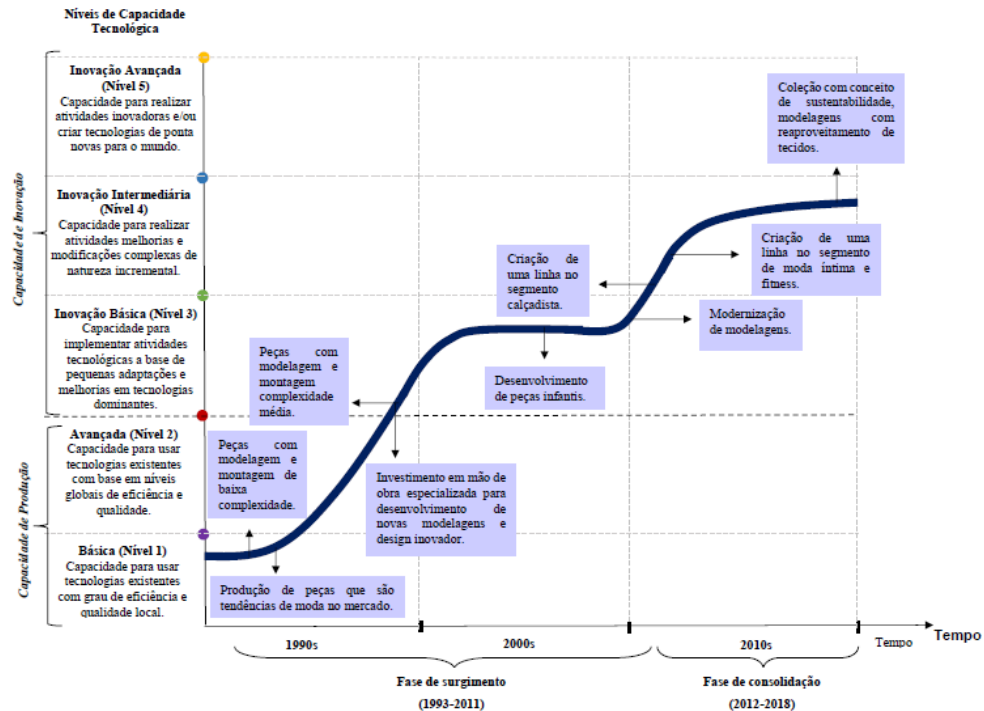 Níveis de Capacidade
Tecnológica
Capacidade de Inovação
Inovação Avançada
(Nível 5)
Capacidade para realizar
atividades inovadoras e/ou
criar tecnologias de ponta
novas para o mundo.
Inovação Intermediária
(Nível 4)
Capacidade para realizar
atividades melhorias e
modificações complexas de
natureza incremental.
Inovação Básica (Nível 3)
Capacidade para
implementar atividades
tecnológicas a base de
pequenas adaptações e
melhorias em tecnologias
dominantes.
Capacidade de Produção
Avançada (Nível 2)
Capacidade para usar
tecnologias existentes
com base em níveis
globais de eficiência e
qualidade.
Básica (Nível 1)
Capacidade para usar
tecnologias existentes
com grau de eficiência e
qualidade local.
Coleção com conceito
de sustentabilidade,
modelagens com
reaproveitamento de
tecidos.
Criação de uma
linha no segmento
de moda íntima e
fitness.
Criação de
uma linha no
segmento
calçadista.
Modernização
de modelagens.
Desenvolvimento
de peças infantis.
Peças com
modelagem e
montagem
complexidade
média.
Peças com
modelagem e
montagem de
baixa
complexidade.
Investimento em mão de
obra especializada para
desenvolvimento de
novas modelagens e
design inovador.
Produção de peças que são
tendências de moda no mercado.
1990s
2000s
2010s
Tempo
Tempo
Fase de surgimento
(1993-2011)
Fase de consolidação
(2012-2018)